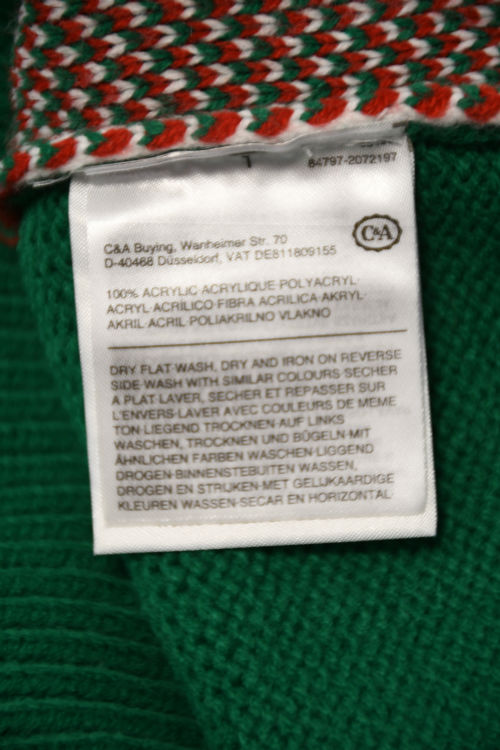 84797-2072197
C&A
C&A Buying, Wanheimer Str. 70
D-40468 Düsseldorf, VAT DE811809155
100% ACRYLIC·ACRYLIQUE·POLYACRYL·
ACRYL·ACRÍLICO·FIBRA ACRILICA·AKRYL·
AKRIL·ACRIL·POLIAKRILNO VLAKNO
DRY FLAT·WASH, DRY AND IRON ON REVERSE
SIDE·WASH WITH SIMILAR COLOURS·SECHER
A PLAT·LAVER, SECHER ET REPASSER SUR
L'ENVERS·LAVER AVEC COULEURS DE MEME
TON·LIEGEND TROCKNEN·AUF LINKS
WASCHEN, TROCKNEN UND BÜGELN·MIT
ÄHNLICHEN FARBEN WASCHEN·LIGGEND
DROGEN·BINNENSTEBUITEN WASSEN,
DROGEN EN STRIJKEN·MET GELIJKAARDIGE
KLEUREN WASSEN·SECAR EN HORIZONTAL·